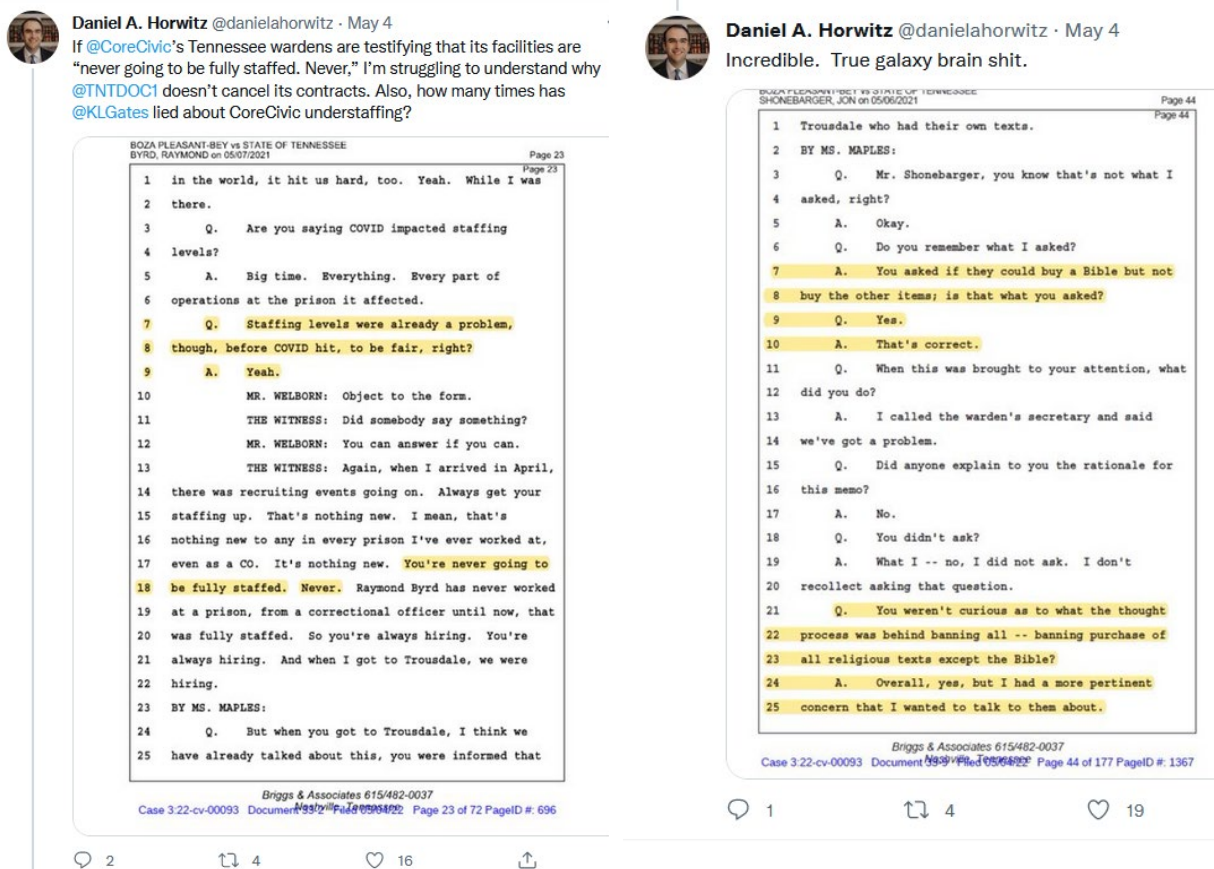 Daniel A. Horwitz @danielahorwitz · May 4
If @CoreCivic's Tennessee wardens are testifying that its facilities are
“never going to be fully staffed. Never,” I'm struggling to understand why
@TNTDOC1 doesn't cancel its contracts. Also, how many times has
@KLGates lied about CoreCivic understaffing?
BOZA PLEASANT-BEY vs STATE OF TENNESSEE
BYRD, RAYMOND on 05/07/2021 Page 23
Page 23
1 in the world, it hit us hard, too. Yeah. While I was
2 there.
3 Q. Are you saying COVID impacted staffing
4 levels?
5 A. Big time. Everything. Every part of
6 operations at the prison it affected.
7 Q. Staffing levels were already a problem,
8 though, before COVID hit, to be fair, right?
9 A. Yeah.
10 MR. WELBORN: Object to the form.
11 THE WITNESS: Did somebody say something?
12 MR. WELBORN: You can answer if you can.
13 THE WITNESS: Again, when I arrived in April,
14 there was recruiting events going on. Always get your
15 staffing up. That's nothing new. I mean, that's
16 nothing new to any in every prison I've ever worked at,
17 even as a CO. It's nothing new. You're never going to
18 be fully staffed. Never. Raymond Byrd has never worked
19 at a prison, from a correctional officer until now, that
20 was fully staffed. So you're always hiring. You're
21 always hiring. And when I got to Trousdale, we were
22 hiring.
23 BY MS. MAPLES:
24 Q. But when you got to Trousdale, I think we
25 have already talked about this, you were informed that
Briggs & Associates 615/482-0037
Nashville, Tennessee
Case 3:22-cv-00093 Document 33-2 Filed 05/04/22 Page 23 of 72 PageID #: 696
2 4 16
Daniel A. Horwitz @danielahorwitz · May 4
Incredible. True galaxy brain shit.
BOZA PLEASANT-BEY vs STATE OF TENNESSEE
SHONEBARGER, JON on 05/06/2021 Page 44
Page 44
1 Trousdale who had their own texts.
2 BY MS. MAPLES:
3 Q. Mr. Shonebarger, you know that's not what I
4 asked, right?
5 A. Okay.
6 Q. Do you remember what I asked?
7 A. You asked if they could buy a Bible but not
8 buy the other items; is that what you asked?
9 Q. Yes.
10 A. That's correct.
11 Q. When this was brought to your attention, what
12 did you do?
13 A. I called the warden's secretary and said
14 we've got a problem.
15 Q. Did anyone explain to you the rationale for
16 this memo?
17 A. No.
18 Q. You didn't ask?
19 A. What I -- no, I did not ask. I don't
20 recollect asking that question.
21 Q. You weren't curious as to what the thought
22 process was behind banning all -- banning purchase of
23 all religious texts except the Bible?
24 A. Overall, yes, but I had a more pertinent
25 concern that I wanted to talk to them about.
Briggs & Associates 615/482-0037
Nashville, Tennessee
Case 3:22-cv-00093 Document Filed 05/04/22 Page 44 of 177 PageID #: 1367
1 4 19